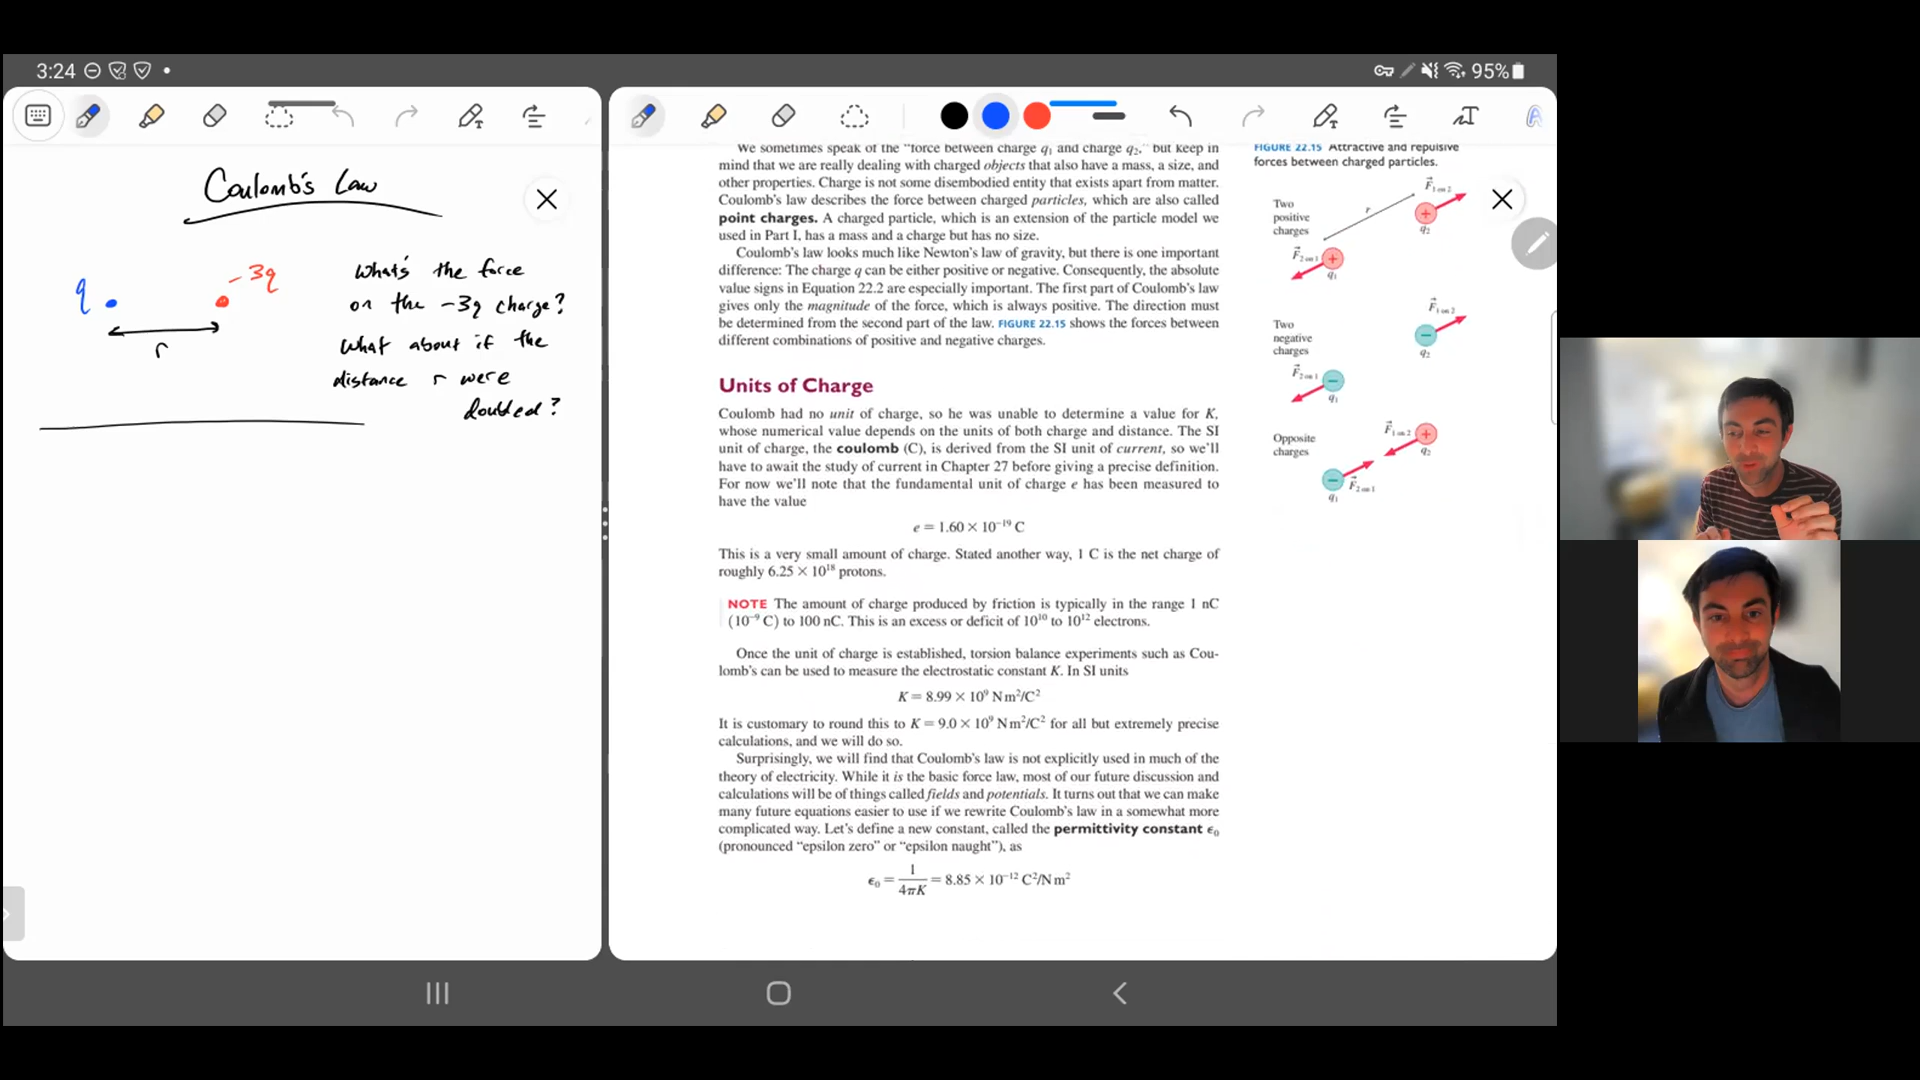 3:24
95%
Coulomb's Law
q
-3q
r
What's the force
on the -3q charge?
What about if the
distance r were
doubled?
We sometimes speak of the "force between charge q₁ and charge q₂," but keep in
mind that we are really dealing with charged objects that also have a mass, a size, and
other properties. Charge is not some disembodied entity that exists apart from matter.
Coulomb's law describes the force between charged particles, which are also called
point charges. A charged particle, which is an extension of the particle model we
used in Part I, has a mass and a charge but has no size.
Coulomb's law looks much like Newton's law of gravity, but there is one important
difference: The charge q can be either positive or negative. Consequently, the absolute
value signs in Equation 22.2 are especially important. The first part of Coulomb's law
gives only the magnitude of the force, which is always positive. The direction must
be determined from the second part of the law. FIGURE 22.15 shows the forces between
different combinations of positive and negative charges.
Units of Charge
Coulomb had no unit of charge, so he was unable to determine a value for K,
whose numerical value depends on the units of both charge and distance. The SI
unit of charge, the coulomb (C), is derived from the SI unit of current, so we'll
have to await the study of current in Chapter 27 before giving a precise definition.
For now we'll note that the fundamental unit of charge e has been measured to
have the value
e = 1.60 × 10⁻¹⁹ C
This is a very small amount of charge. Stated another way, 1 C is the net charge of
roughly 6.25 × 10¹⁸ protons.
NOTE The amount of charge produced by friction is typically in the range 1 nC
(10⁻⁹ C) to 100 nC. This is an excess or deficit of 10¹⁰ to 10¹² electrons.
Once the unit of charge is established, torsion balance experiments such as Cou-
lomb's can be used to measure the electrostatic constant K. In SI units
K = 8.99 × 10⁹ N m²/C²
It is customary to round this to K = 9.0 × 10⁹ N m²/C² for all but extremely precise
calculations, and we will do so.
Surprisingly, we will find that Coulomb's law is not explicitly used in much of the
theory of electricity. While it is the basic force law, most of our future discussion and
calculations will be of things called fields and potentials. It turns out that we can make
many future equations easier to use if we rewrite Coulomb's law in a somewhat more
complicated way. Let's define a new constant, called the permittivity constant ϵ₀
(pronounced "epsilon zero" or "epsilon naught"), as
ϵ₀ = 1/4πK = 8.85 × 10⁻¹² C²/N m²
FIGURE 22.15 Attractive and repulsive
forces between charged particles.
Two
positive
charges
r
F⃗1 on 2
+
q₂
F⃗2 on 1
+
q₁
Two
negative
charges
F⃗1 on 2
−
q₂
F⃗2 on 1
−
q₁
Opposite
charges
F⃗1 on 2
+
q₂
−
q₁
F⃗2 on 1